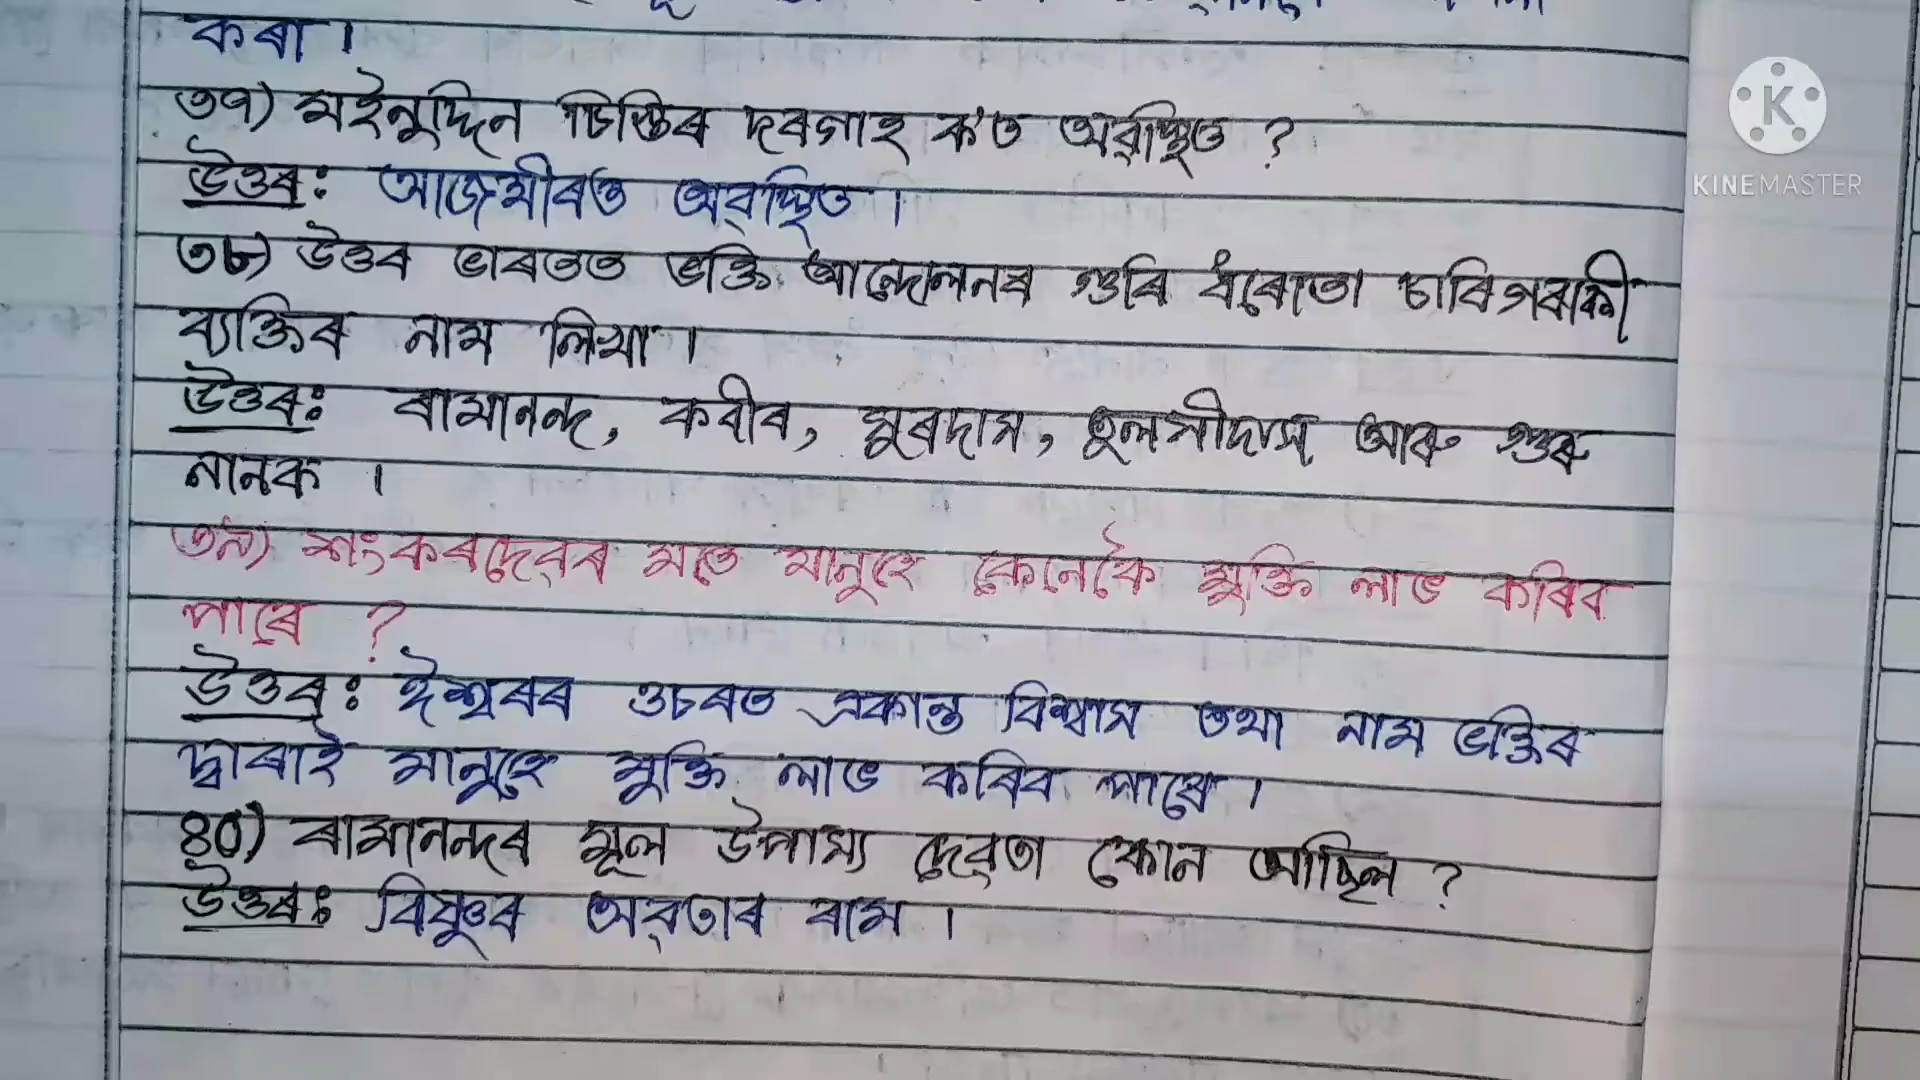 কৰা ।
৩৭) মইনুদ্দিন চিস্তিৰ দৰগাহ ক'ত অৱস্থিত ?
উত্তৰ: আজমীৰত অৱস্থিত ।
৩৮) উত্তৰ ভাৰতত ভক্তি আন্দোলনৰ গুৰি ধৰোতা চাৰিগৰাকী
ব্যক্তিৰ নাম লিখা ।
উত্তৰ: ৰামানন্দ, কবীৰ, সুৰদাস, তুলসীদাস আৰু গুৰু
নানক ।
৩৯) শংকৰদেৱৰ মতে মানুহে কেনেকৈ মুক্তি লাভ কৰিব
পাৰে ?
উত্তৰ: ঈশ্বৰৰ ওচৰত একান্ত বিশ্বাস তথা নাম ভক্তিৰ
দ্বাৰাই মানুহে মুক্তি লাভ কৰিব পাৰে ।
৪০) ৰামানন্দৰ মূল উপাস্য দেৱতা কোন আছিল ?
উত্তৰঃ বিষ্ণুৰ অৱতাৰ ৰাম ।
KINEMASTER